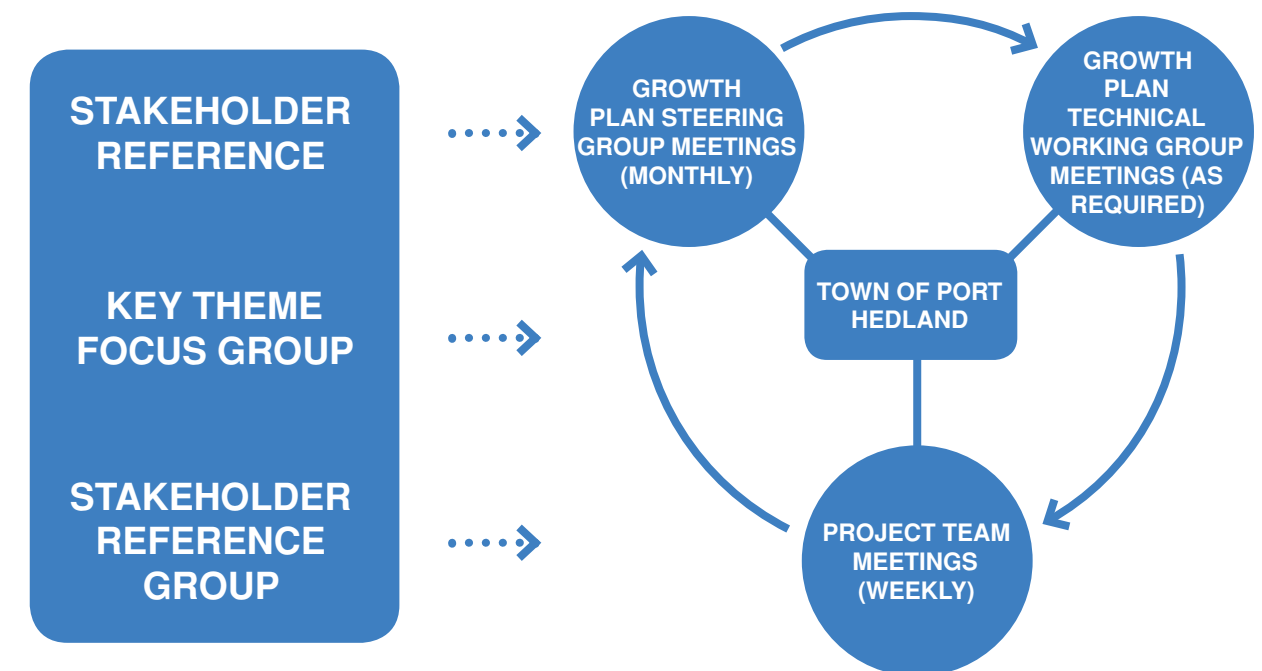 STAKEHOLDER
REFERENCE
KEY THEME
FOCUS GROUP
STAKEHOLDER
REFERENCE
GROUP
GROWTH
PLAN STEERING
GROUP MEETINGS
(MONTHLY)
GROWTH
PLAN
TECHNICAL
WORKING GROUP
MEETINGS (AS
REQUIRED)
TOWN OF PORT
HEDLAND
PROJECT TEAM
MEETINGS
(WEEKLY)